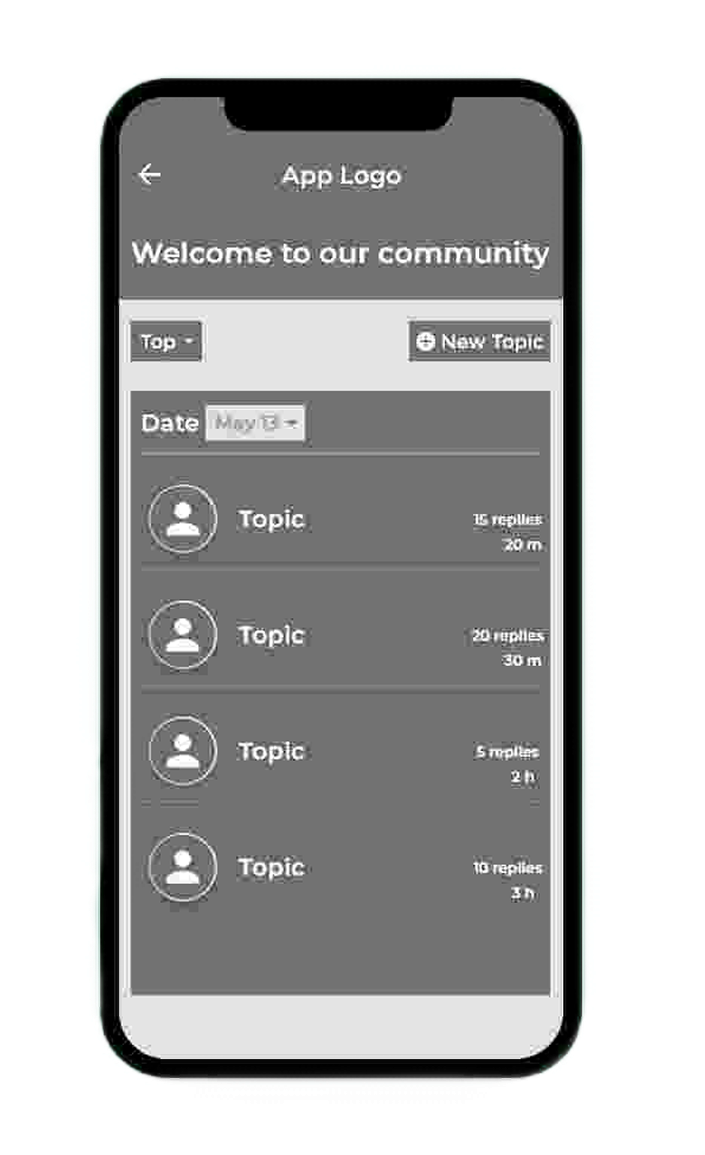 App Logo
Welcome to our community
Top
New Topic
Date May 13
Topic
15 replies
20 m
Topic
20 replies
30 m
Topic
5 replies
2 h
Topic
10 replies
3 h